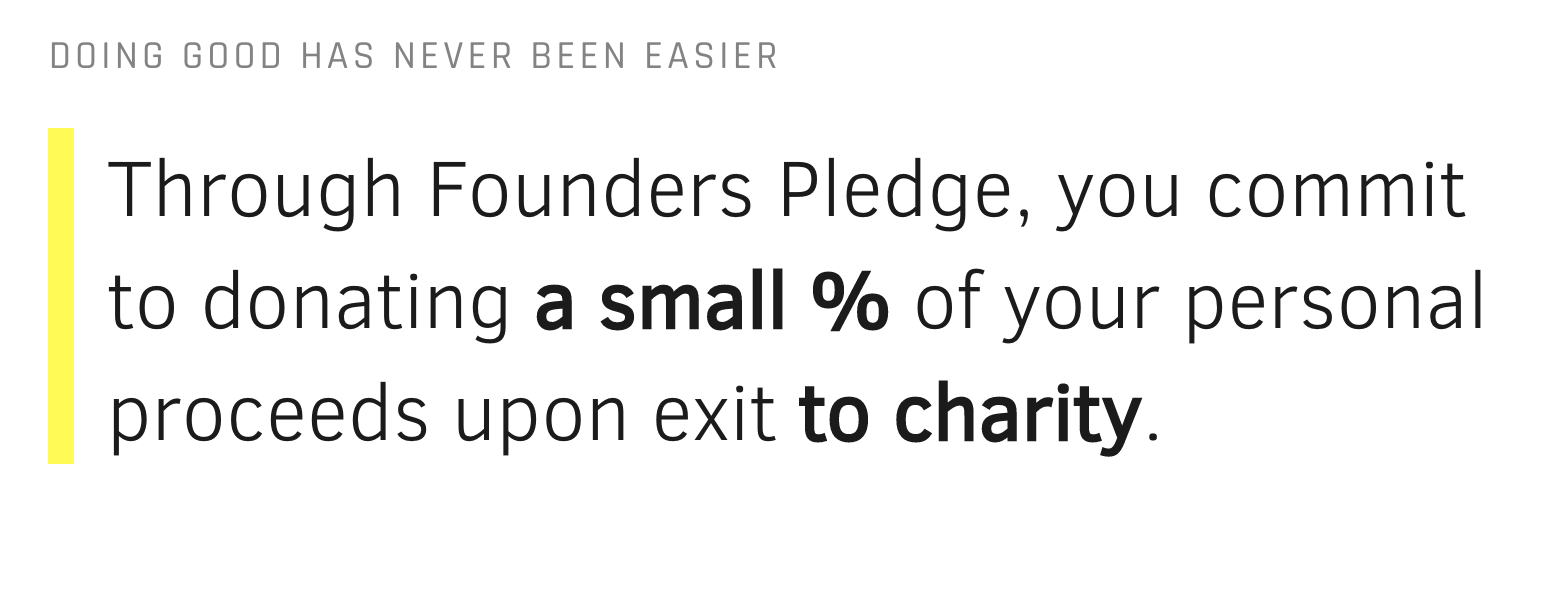 DOING GOOD HAS NEVER BEEN EASIER
Through Founders Pledge, you commit
to donating a small % of your personal
proceeds upon exit to charity.